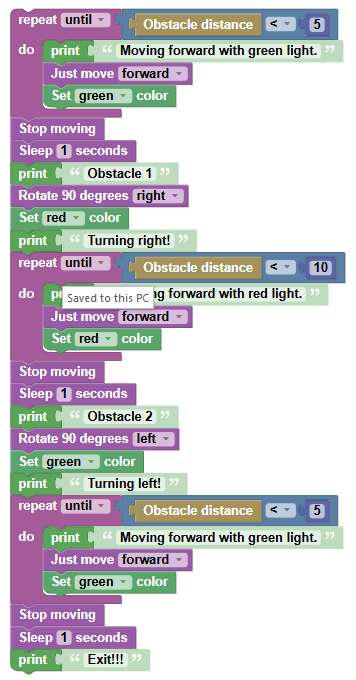 repeat until Obstacle distance < 5
do print “ Moving forward with green light. ”
Just move forward
Set green color
Stop moving
Sleep 1 seconds
print “ Obstacle 1 ”
Rotate 90 degrees right
Set red color
print “ Turning right! ”
repeat until Obstacle distance < 10
do Saved to this PC forward with red light. ”
Just move forward
Set red color
Stop moving
Sleep 1 seconds
print “ Obstacle 2 ”
Rotate 90 degrees left
Set green color
print “ Turning left! ”
repeat until Obstacle distance < 5
do print “ Moving forward with green light. ”
Just move forward
Set green color
Stop moving
Sleep 1 seconds
print “ Exit!!! ”